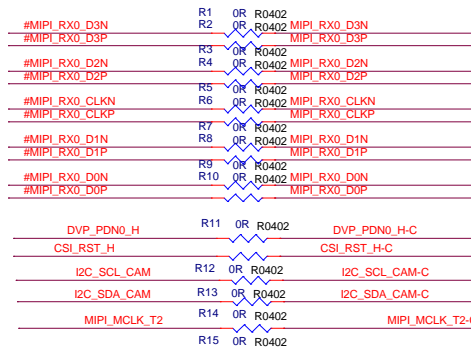 R1 0R R0402
#MIPI_RX0_D3N R2 0R R0402 MIPI_RX0_D3N
#MIPI_RX0_D3P MIPI_RX0_D3P
R3 0R R0402
#MIPI_RX0_D2N R4 0R R0402 MIPI_RX0_D2N
#MIPI_RX0_D2P MIPI_RX0_D2P
R5 0R R0402
#MIPI_RX0_CLKN R6 0R R0402 MIPI_RX0_CLKN
#MIPI_RX0_CLKP MIPI_RX0_CLKP
R7 0R R0402
#MIPI_RX0_D1N R8 0R R0402 MIPI_RX0_D1N
#MIPI_RX0_D1P MIPI_RX0_D1P
R9 0R R0402
#MIPI_RX0_D0N R10 0R R0402 MIPI_RX0_D0N
#MIPI_RX0_D0P MIPI_RX0_D0P
R11 0R R0402
DVP_PDN0_H DVP_PDN0_H-C
CSI_RST_H CSI_RST_H-C
R12 0R R0402
I2C_SCL_CAM I2C_SCL_CAM-C
R13 0R R0402
I2C_SDA_CAM I2C_SDA_CAM-C
R14 0R R0402
MIPI_MCLK_T2 MIPI_MCLK_T2-C
R15 0R R0402